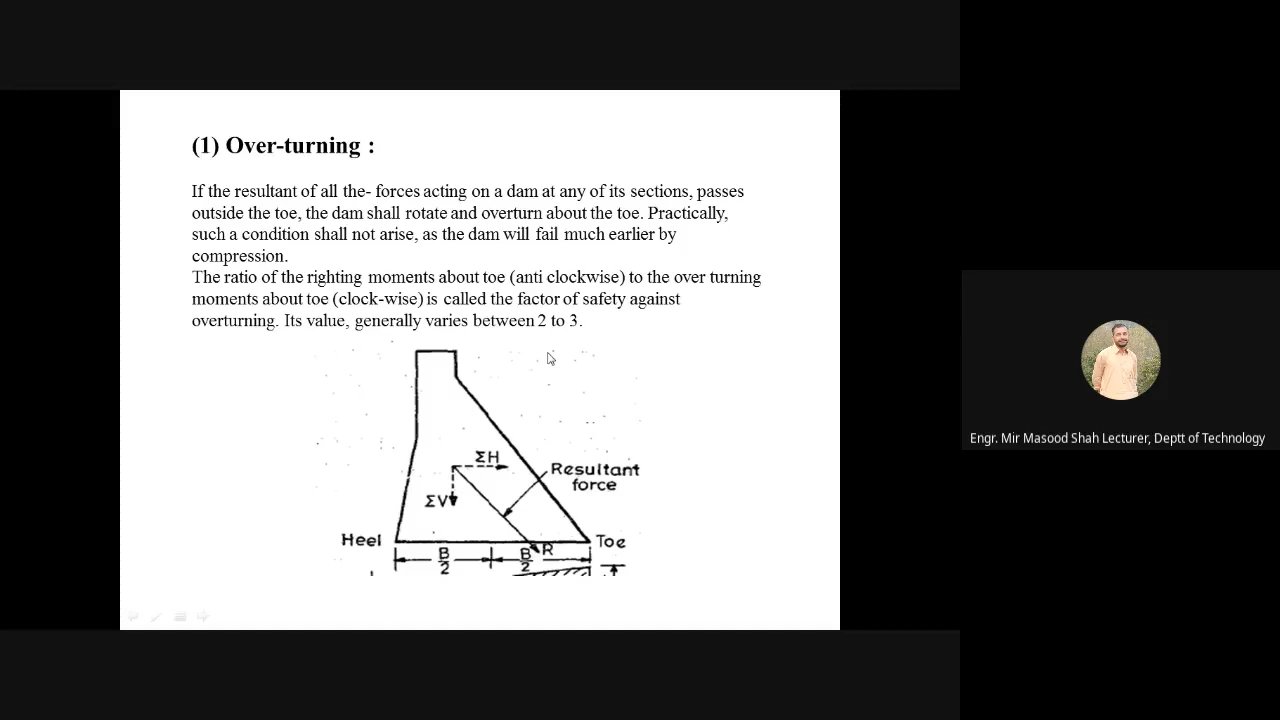 (1) Over-turning :
If the resultant of all the- forces acting on a dam at any of its sections, passes
outside the toe, the dam shall rotate and overturn about the toe. Practically,
such a condition shall not arise, as the dam will fail much earlier by
compression.
The ratio of the righting moments about toe (anti clockwise) to the over turning
moments about toe (clock-wise) is called the factor of safety against
overturning. Its value, generally varies between 2 to 3.
ΣH
Resultant
force
ΣV
Heel
R
Toe
B/2
B/2
Engr. Mir Masood Shah Lecturer, Deptt of Technology